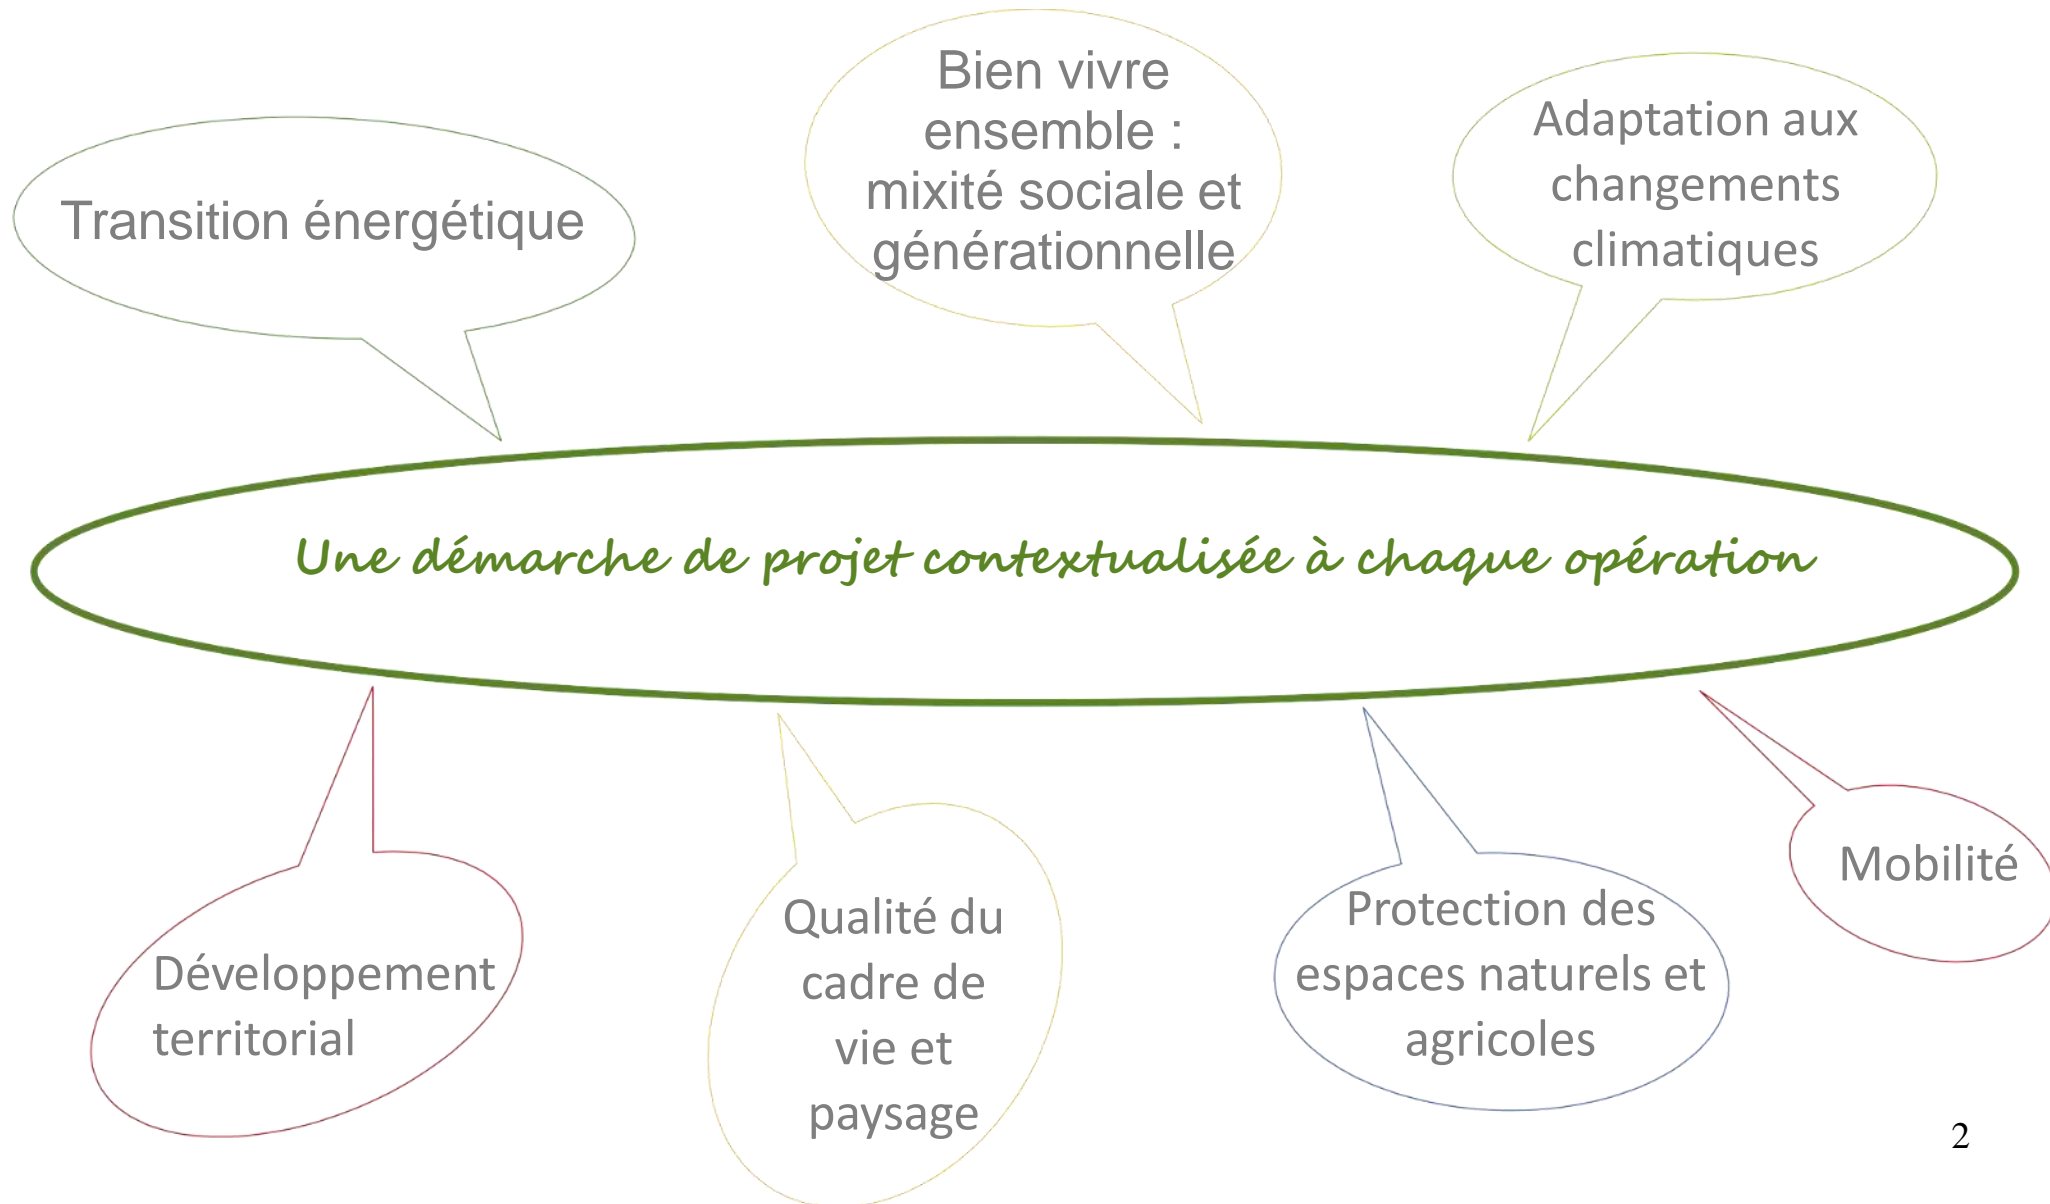 Transition énergétique
Bien vivre
ensemble :
mixité sociale et
générationnelle
Adaptation aux
changements
climatiques
Une démarche de projet contextualisée à chaque opération
Développement
territorial
Qualité du
cadre de
vie et
paysage
Protection des
espaces naturels et
agricoles
Mobilité
2